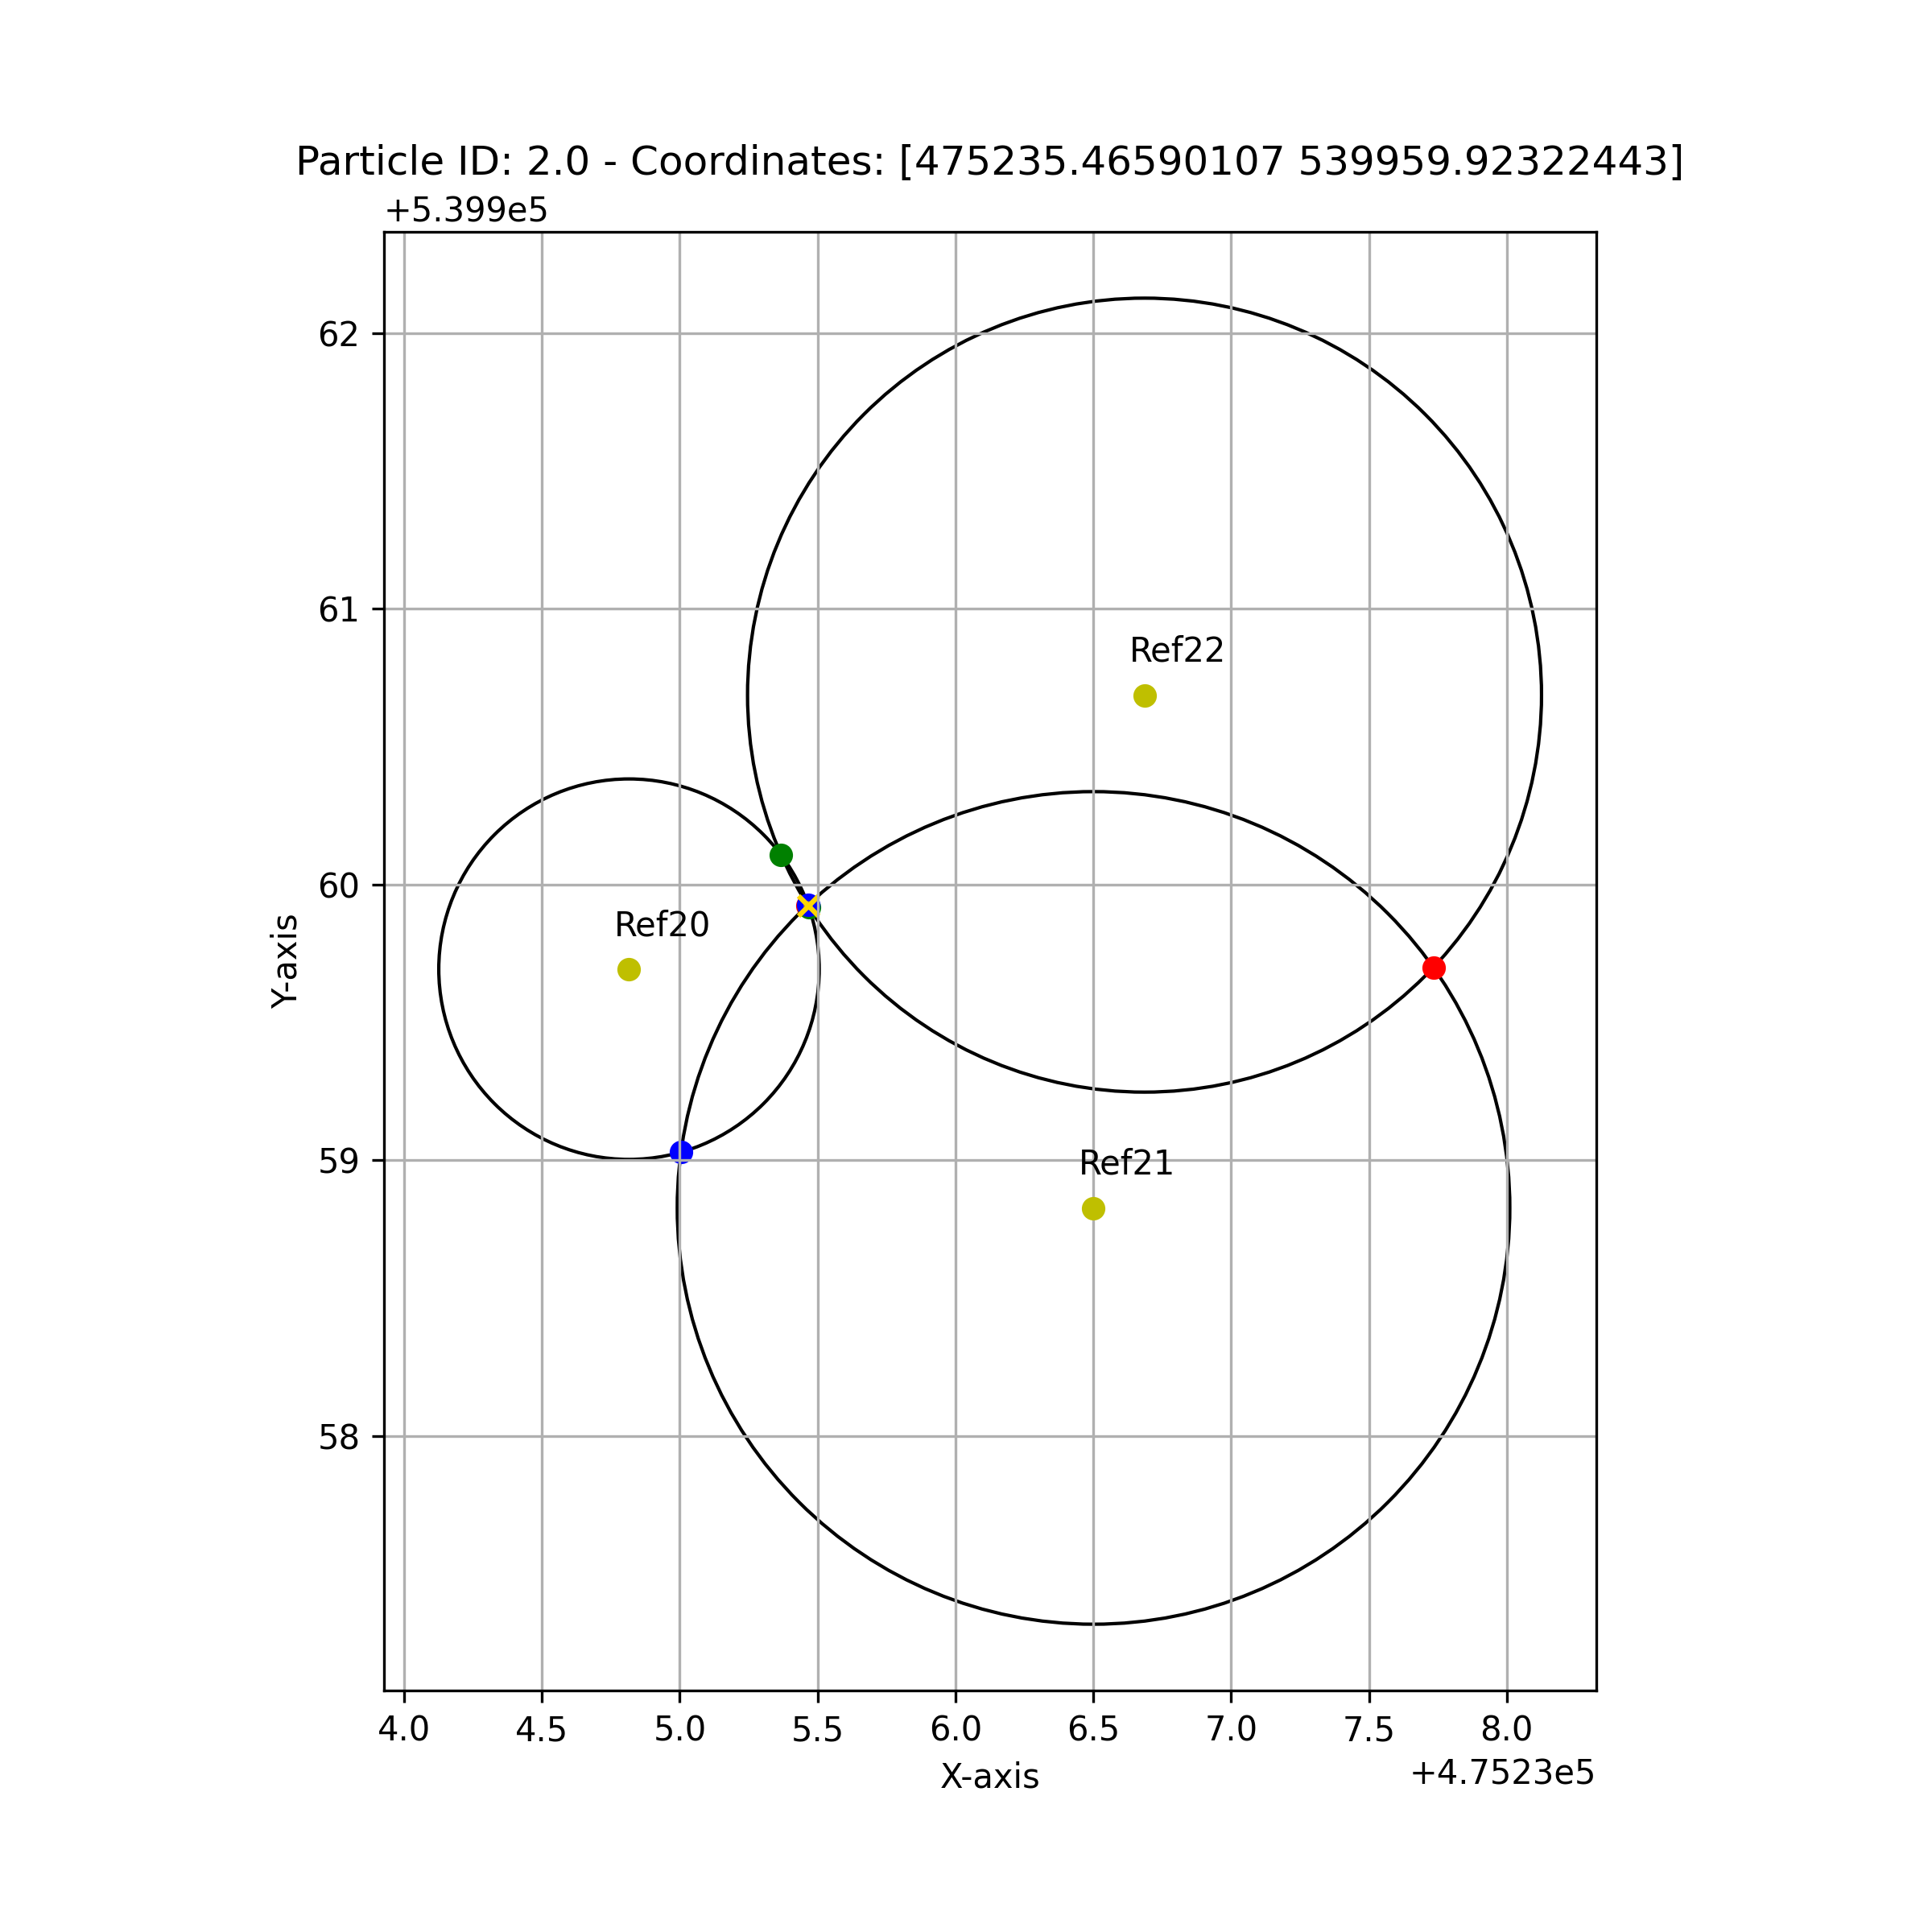 Particle ID: 2.0 - Coordinates: [475235.46590107 539959.92322443]
+5.399e5
62
61
60
59
58
Y-axis
Ref22
Ref20
Ref21
4.0 4.5 5.0 5.5 6.0 6.5 7.0 7.5 8.0
X-axis
+4.7523e5